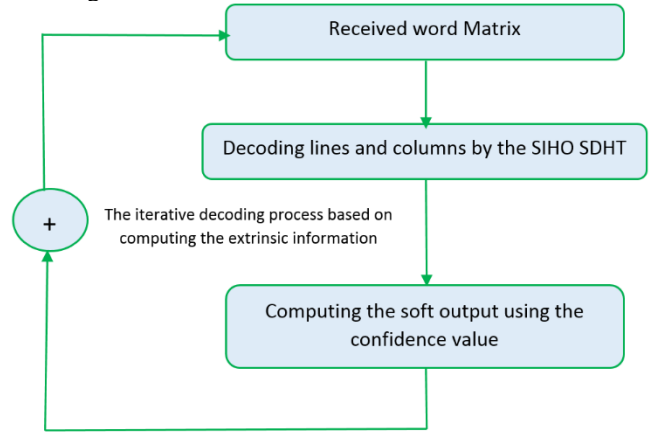 Received word Matrix
Decoding lines and columns by the SIHO SDHT
+
The iterative decoding process based on
computing the extrinsic information
Computing the soft output using the
confidence value